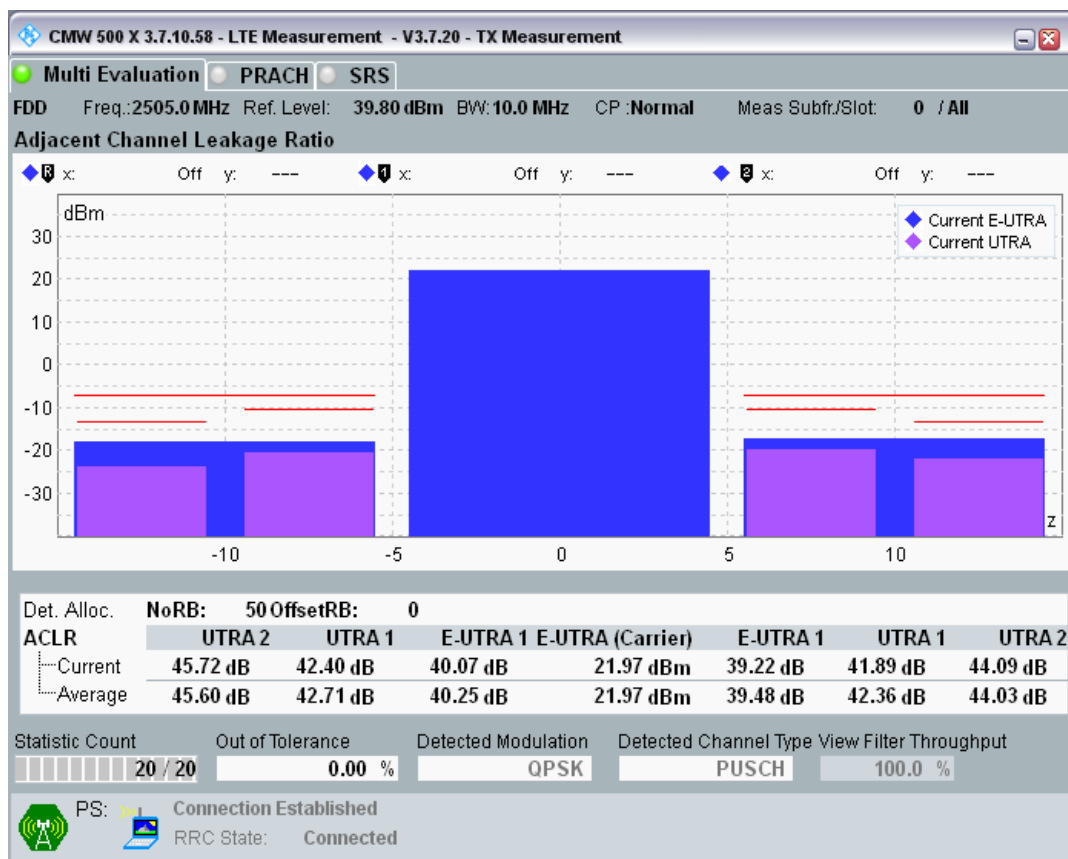 CMW 500 X 3.7.10.58 - LTE Measurement - V3.7.20 - TX Measurement
Multi Evaluation PRACH SRS
FDD Freq.:2505.0 MHz Ref. Level: 39.80 dBm BW: 10.0 MHz CP :Normal Meas Subfr./Slot: 0 / All
Adjacent Channel Leakage Ratio
R x: Off y: --- 1 x: Off y: --- 2 x: Off y: ---
dBm
Current E-UTRA
Current UTRA
30
20
10
0
-10
-20
-30
z
-10 -5 0 5 10
Det. Alloc. NoRB: 50 OffsetRB: 0
ACLR UTRA 2 UTRA 1 E-UTRA 1 E-UTRA (Carrier) E-UTRA 1 UTRA 1 UTRA 2
Current 45.72 dB 42.40 dB 40.07 dB 21.97 dBm 39.22 dB 41.89 dB 44.09 dB
Average 45.60 dB 42.71 dB 40.25 dB 21.97 dBm 39.48 dB 42.36 dB 44.03 dB
Statistic Count Out of Tolerance Detected Modulation Detected Channel Type View Filter Throughput
20 / 20 0.00 % QPSK PUSCH 100.0 %
PS: Connection Established
RRC State: Connected